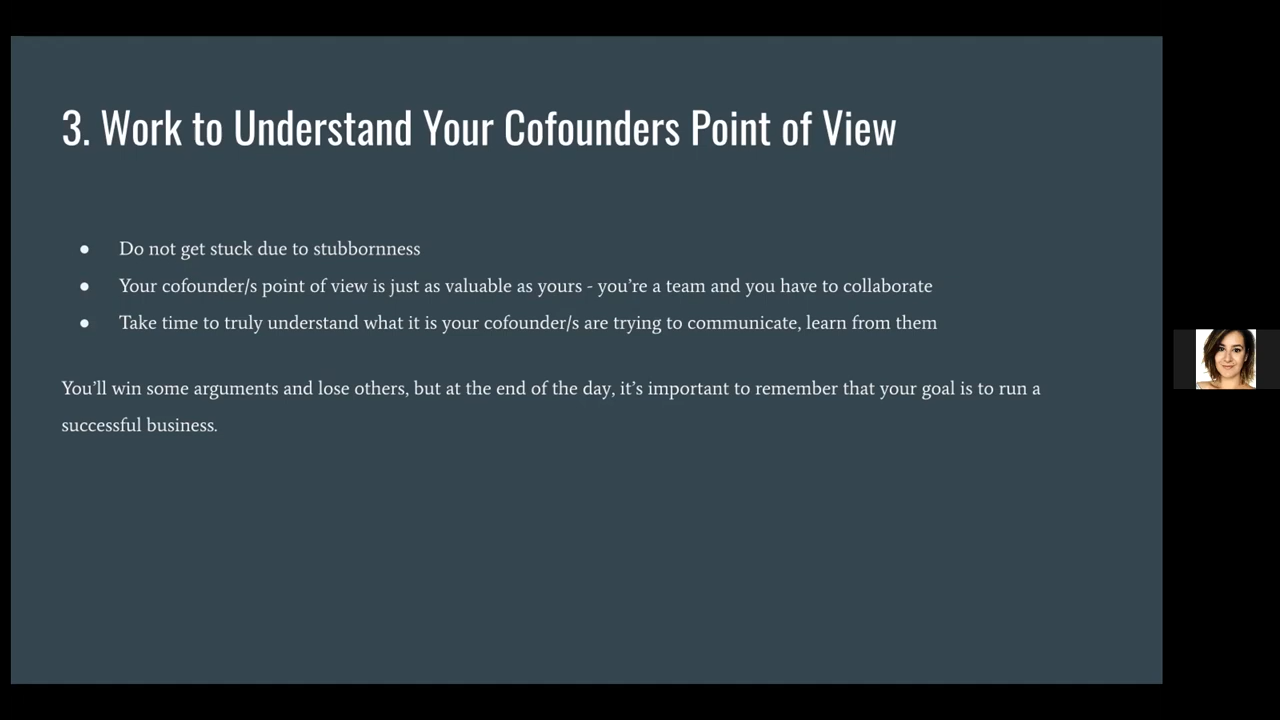 3. Work to Understand Your Cofounders Point of View
● Do not get stuck due to stubbornness
● Your cofounder/s point of view is just as valuable as yours - you’re a team and you have to collaborate
● Take time to truly understand what it is your cofounder/s are trying to communicate, learn from them
You’ll win some arguments and lose others, but at the end of the day, it’s important to remember that your goal is to run a
successful business.